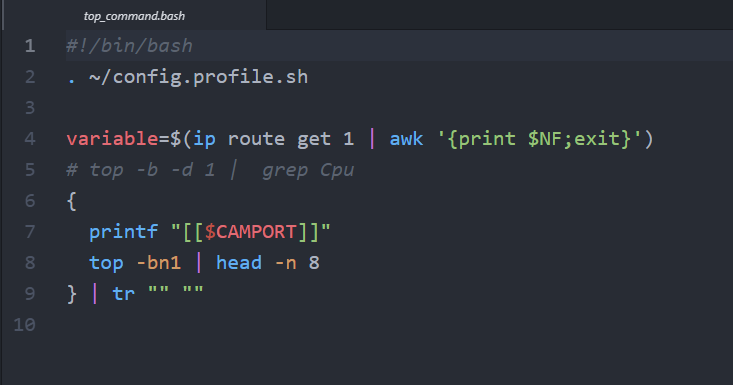 top_command.bash
1 #!/bin/bash
2 . ~/config.profile.sh
3
4 variable=$(ip route get 1 | awk '{print $NF;exit}')
5 # top -b -d 1 |  grep Cpu
6 {
7   printf "[[$CAMPORT]]"
8   top -bn1 | head -n 8
9 } | tr "" ""
10